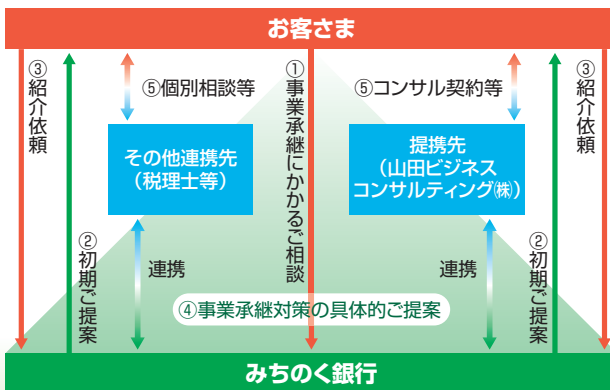 お客さま
③紹介依頼
②初期ご提案
⑤個別相談等
その他連携先
（税理士等）
連携
①事業承継にかかるご相談
⑤コンサル契約等
提携先
（山田ビジネス
コンサルティング㈱）
連携
②初期ご提案
③紹介依頼
④事業承継対策の具体的ご提案
みちのく銀行